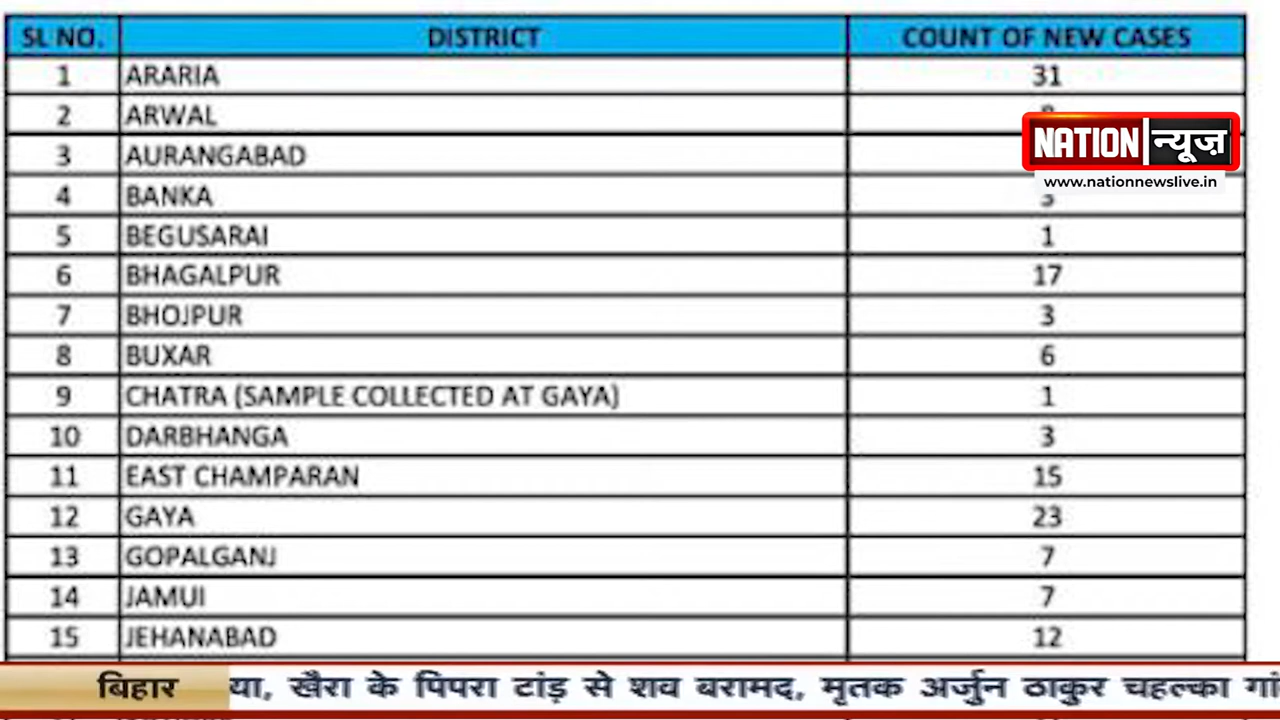 SL NO. DISTRICT COUNT OF NEW CASES
1 ARARIA 31
2 ARWAL
NATION न्यूज़
3 AURANGABAD
www.nationnewslive.in
4 BANKA 3
5 BEGUSARAI 1
6 BHAGALPUR 17
7 BHOJPUR 3
8 BUXAR 6
9 CHATRA (SAMPLE COLLECTED AT GAYA) 1
10 DARBHANGA 3
11 EAST CHAMPARAN 15
12 GAYA 23
13 GOPALGANJ 7
14 JAMUI 7
15 JEHANABAD 12
बिहार या, खैरा के पिपरा टांड़ से शव बरामद, मृतक अर्जुन ठाकुर चहल्का गां